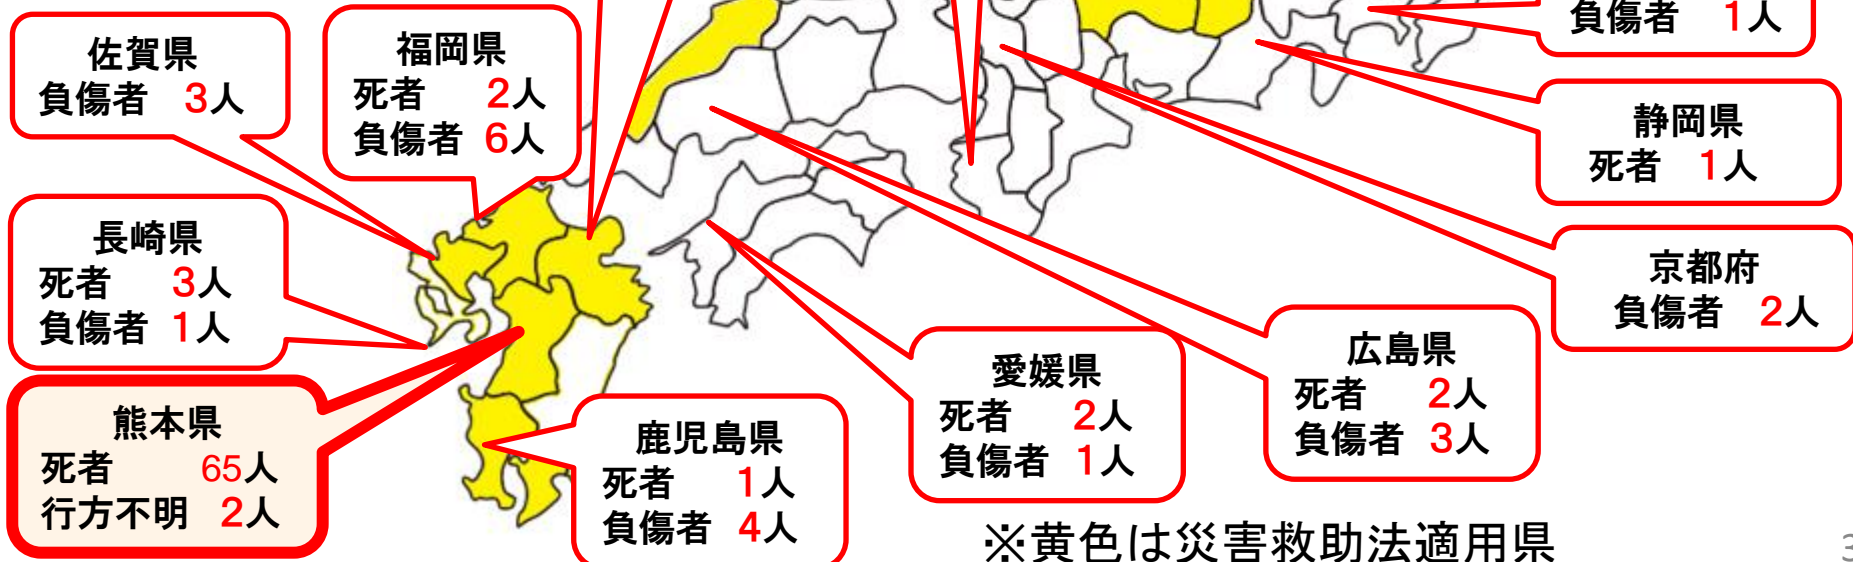 負傷者 1人
佐賀県
負傷者 3人
福岡県
死者 2人
負傷者 6人
静岡県
死者 1人
長崎県
死者 3人
負傷者 1人
京都府
負傷者 2人
広島県
死者 2人
負傷者 3人
愛媛県
死者 2人
負傷者 1人
熊本県
死者 65人
行方不明 2人
鹿児島県
死者 1人
負傷者 4人
※黄色は災害救助法適用県